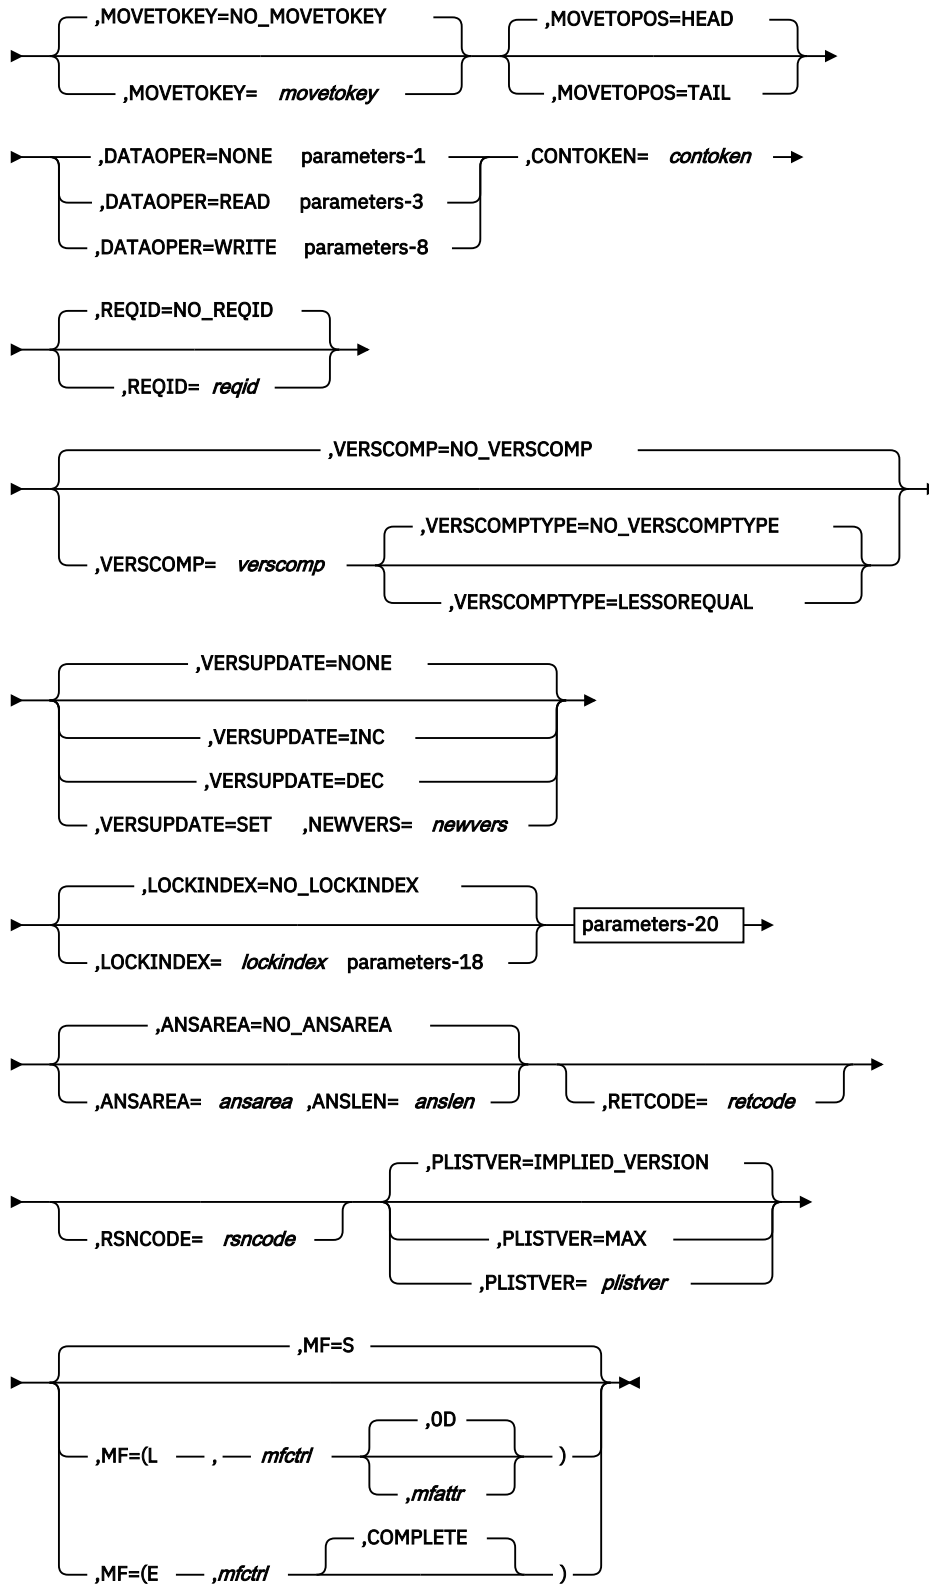 ,MOVETOKEY=NO_MOVETOKEY ,MOVETOPOS=HEAD
,MOVETOKEY= movetokey ,MOVETOPOS=TAIL
,DATAOPER=NONE parameters-1 ,CONTOKEN= contoken
,DATAOPER=READ parameters-3
,DATAOPER=WRITE parameters-8
,REQID=NO_REQID
,REQID= reqid
,VERSCOMP=NO_VERSCOMP
,VERSCOMPTYPE=NO_VERSCOMPTYPE
,VERSCOMP= verscomp
,VERSCOMPTYPE=LESSOREQUAL
,VERSUPDATE=NONE
,VERSUPDATE=INC
,VERSUPDATE=DEC
,VERSUPDATE=SET ,NEWVERS= newvers
,LOCKINDEX=NO_LOCKINDEX
parameters-20
,LOCKINDEX= lockindex parameters-18
,ANSAREA=NO_ANSAREA
,ANSAREA= ansarea ,ANSLEN= anslen ,RETCODE= retcode
,PLISTVER=IMPLIED_VERSION
,RSNCODE= rsncode ,PLISTVER=MAX
,PLISTVER= plistver
,MF=S
,0D
,MF=(L , mfctrl )
,mfattr
,COMPLETE
,MF=(E ,mfctrl )